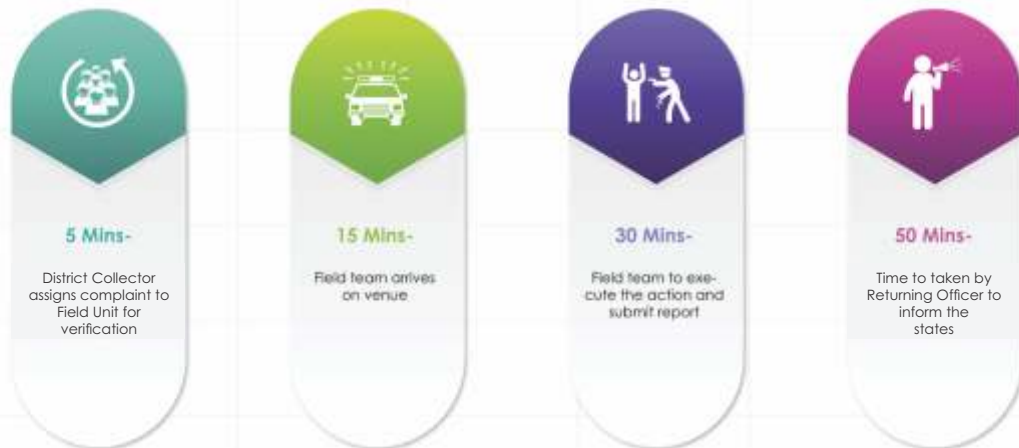 5 Mins-
District Collector
assigns complaint to
Field Unit for
verification
15 Mins-
Field team arrives
on venue
30 Mins-
Field team to exe-
cute the action and
submit report
50 Mins-
Time to taken by
Returning Officer to
inform the
states